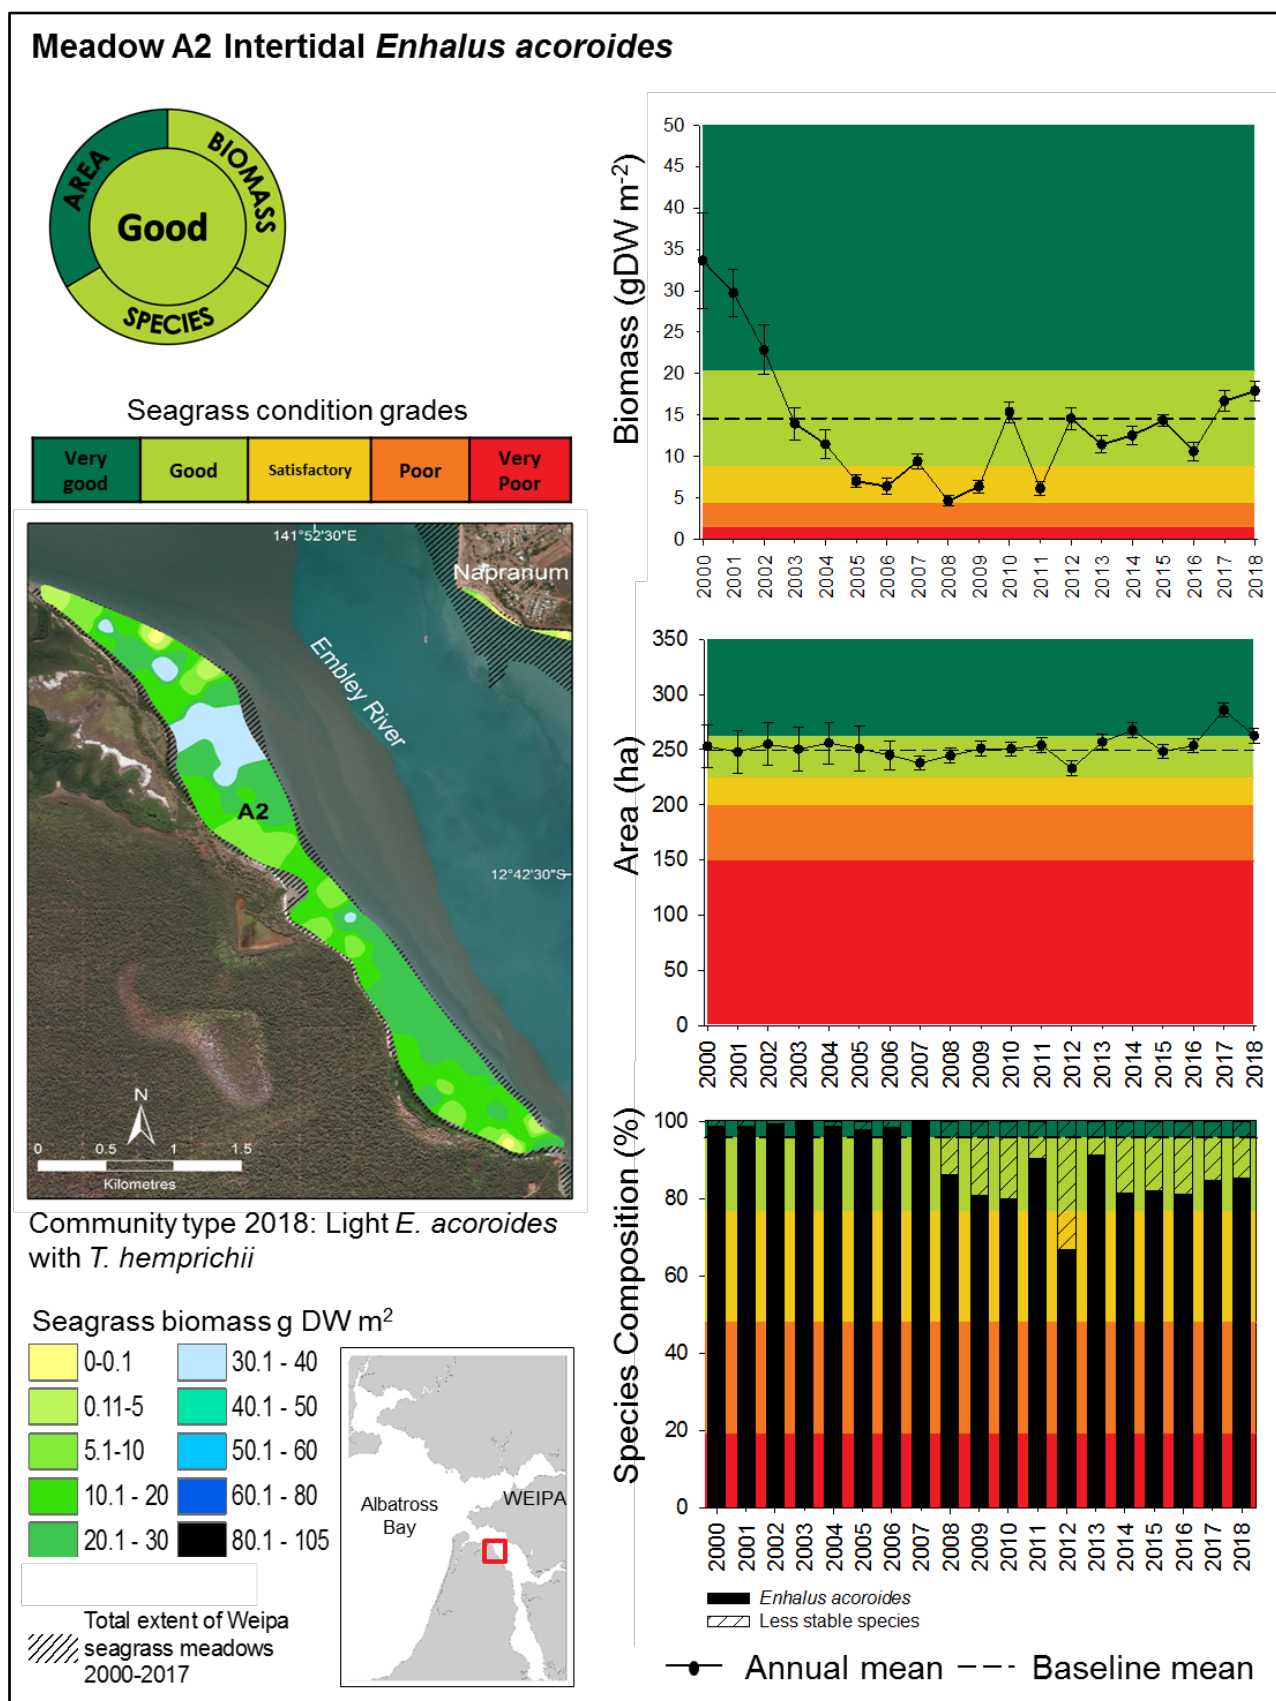 Meadow A2 Intertidal Enhalus acoroides
AREA
BIOMASS
Good
SPECIES
Seagrass condition grades
Very good
Good
Satisfactory
Poor
Very Poor
141°52'30"E
Napranum
Embley River
A2
12°42'30"S
N
0 0.5 1 1.5
Kilometres
Community type 2018: Light E. acoroides
with T. hemprichii
Seagrass biomass g DW m2
0-0.1
0.11-5
5.1-10
10.1 - 20
20.1 - 30
30.1 - 40
40.1 - 50
50.1 - 60
60.1 - 80
80.1 - 105
Total extent of Weipa
seagrass meadows
2000-2017
Albatross
Bay
WEIPA
Biomass (gDW m-2)
50
45
40
35
30
25
20
15
10
5
0
2000 2001 2002 2003 2004 2005 2006 2007 2008 2009 2010 2011 2012 2013 2014 2015 2016 2017 2018
Area (ha)
350
300
250
200
150
100
50
0
2000 2001 2002 2003 2004 2005 2006 2007 2008 2009 2010 2011 2012 2013 2014 2015 2016 2017 2018
Species Composition (%)
100
80
60
40
20
0
2000 2001 2002 2003 2004 2005 2006 2007 2008 2009 2010 2011 2012 2013 2014 2015 2016 2017 2018
Enhalus acoroides
Less stable species
Annual mean
Baseline mean